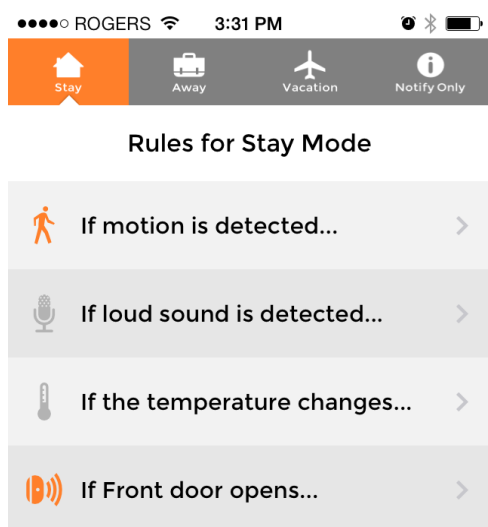 ROGERS 3:31 PM
Stay Away Vacation Notify Only
Rules for Stay Mode
If motion is detected...
If loud sound is detected...
If the temperature changes...
If Front door opens...